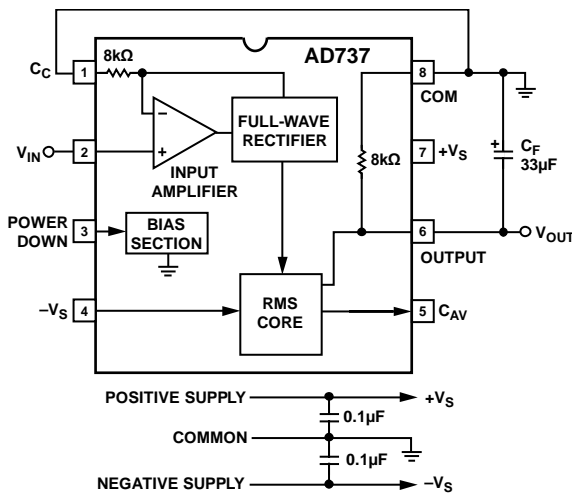 AD737
8kΩ
C_C
1
8
COM
FULL-WAVE
RECTIFIER
−
+
V_IN
2
INPUT
AMPLIFIER
8kΩ
7
+V_S
+
C_F
33µF
POWER
DOWN
3
BIAS
SECTION
6
OUTPUT
V_OUT
−V_S
4
RMS
CORE
5
C_AV
POSITIVE SUPPLY
+V_S
0.1µF
COMMON
0.1µF
NEGATIVE SUPPLY
−V_S